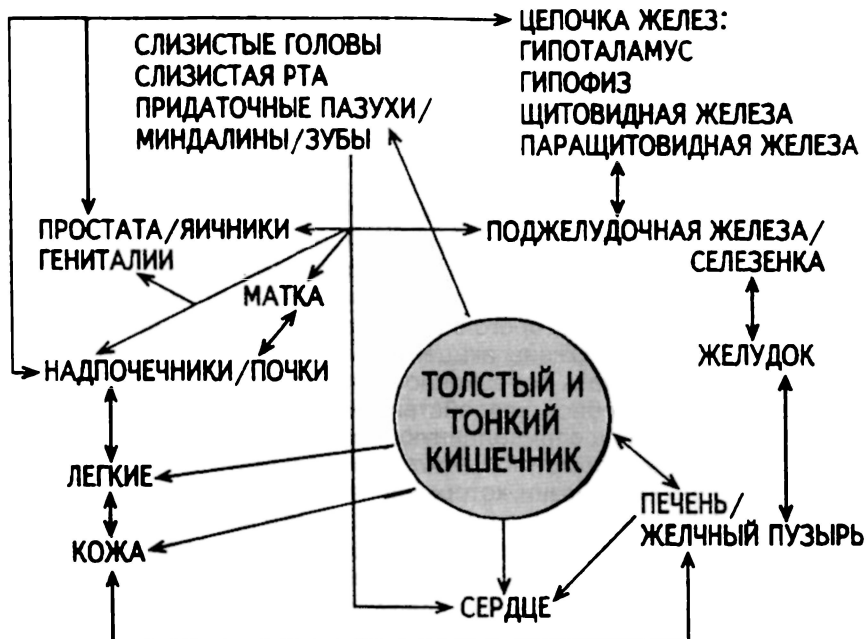 СЛИЗИСТЫЕ ГОЛОВЫ
СЛИЗИСТАЯ РТА
ПРИДАТОЧНЫЕ ПАЗУХИ/
МИНДАЛИНЫ/ЗУБЫ
ЦЕПОЧКА ЖЕЛЕЗ:
ГИПОТАЛАМУС
ГИПОФИЗ
ЩИТОВИДНАЯ ЖЕЛЕЗА
ПАРАЩИТОВИДНАЯ ЖЕЛЕЗА
ПРОСТАТА/ЯИЧНИКИ
ГЕНИТАЛИИ
ПОДЖЕЛУДОЧНАЯ ЖЕЛЕЗА/
СЕЛЕЗЕНКА
МАТКА
НАДПОЧЕЧНИКИ/ПОЧКИ
ЖЕЛУДОК
ТОЛСТЫЙ И
ТОНКИЙ
КИШЕЧНИК
ЛЕГКИЕ
КОЖА
ПЕЧЕНЬ/
ЖЕЛЧНЫЙ ПУЗЫРЬ
СЕРДЦЕ